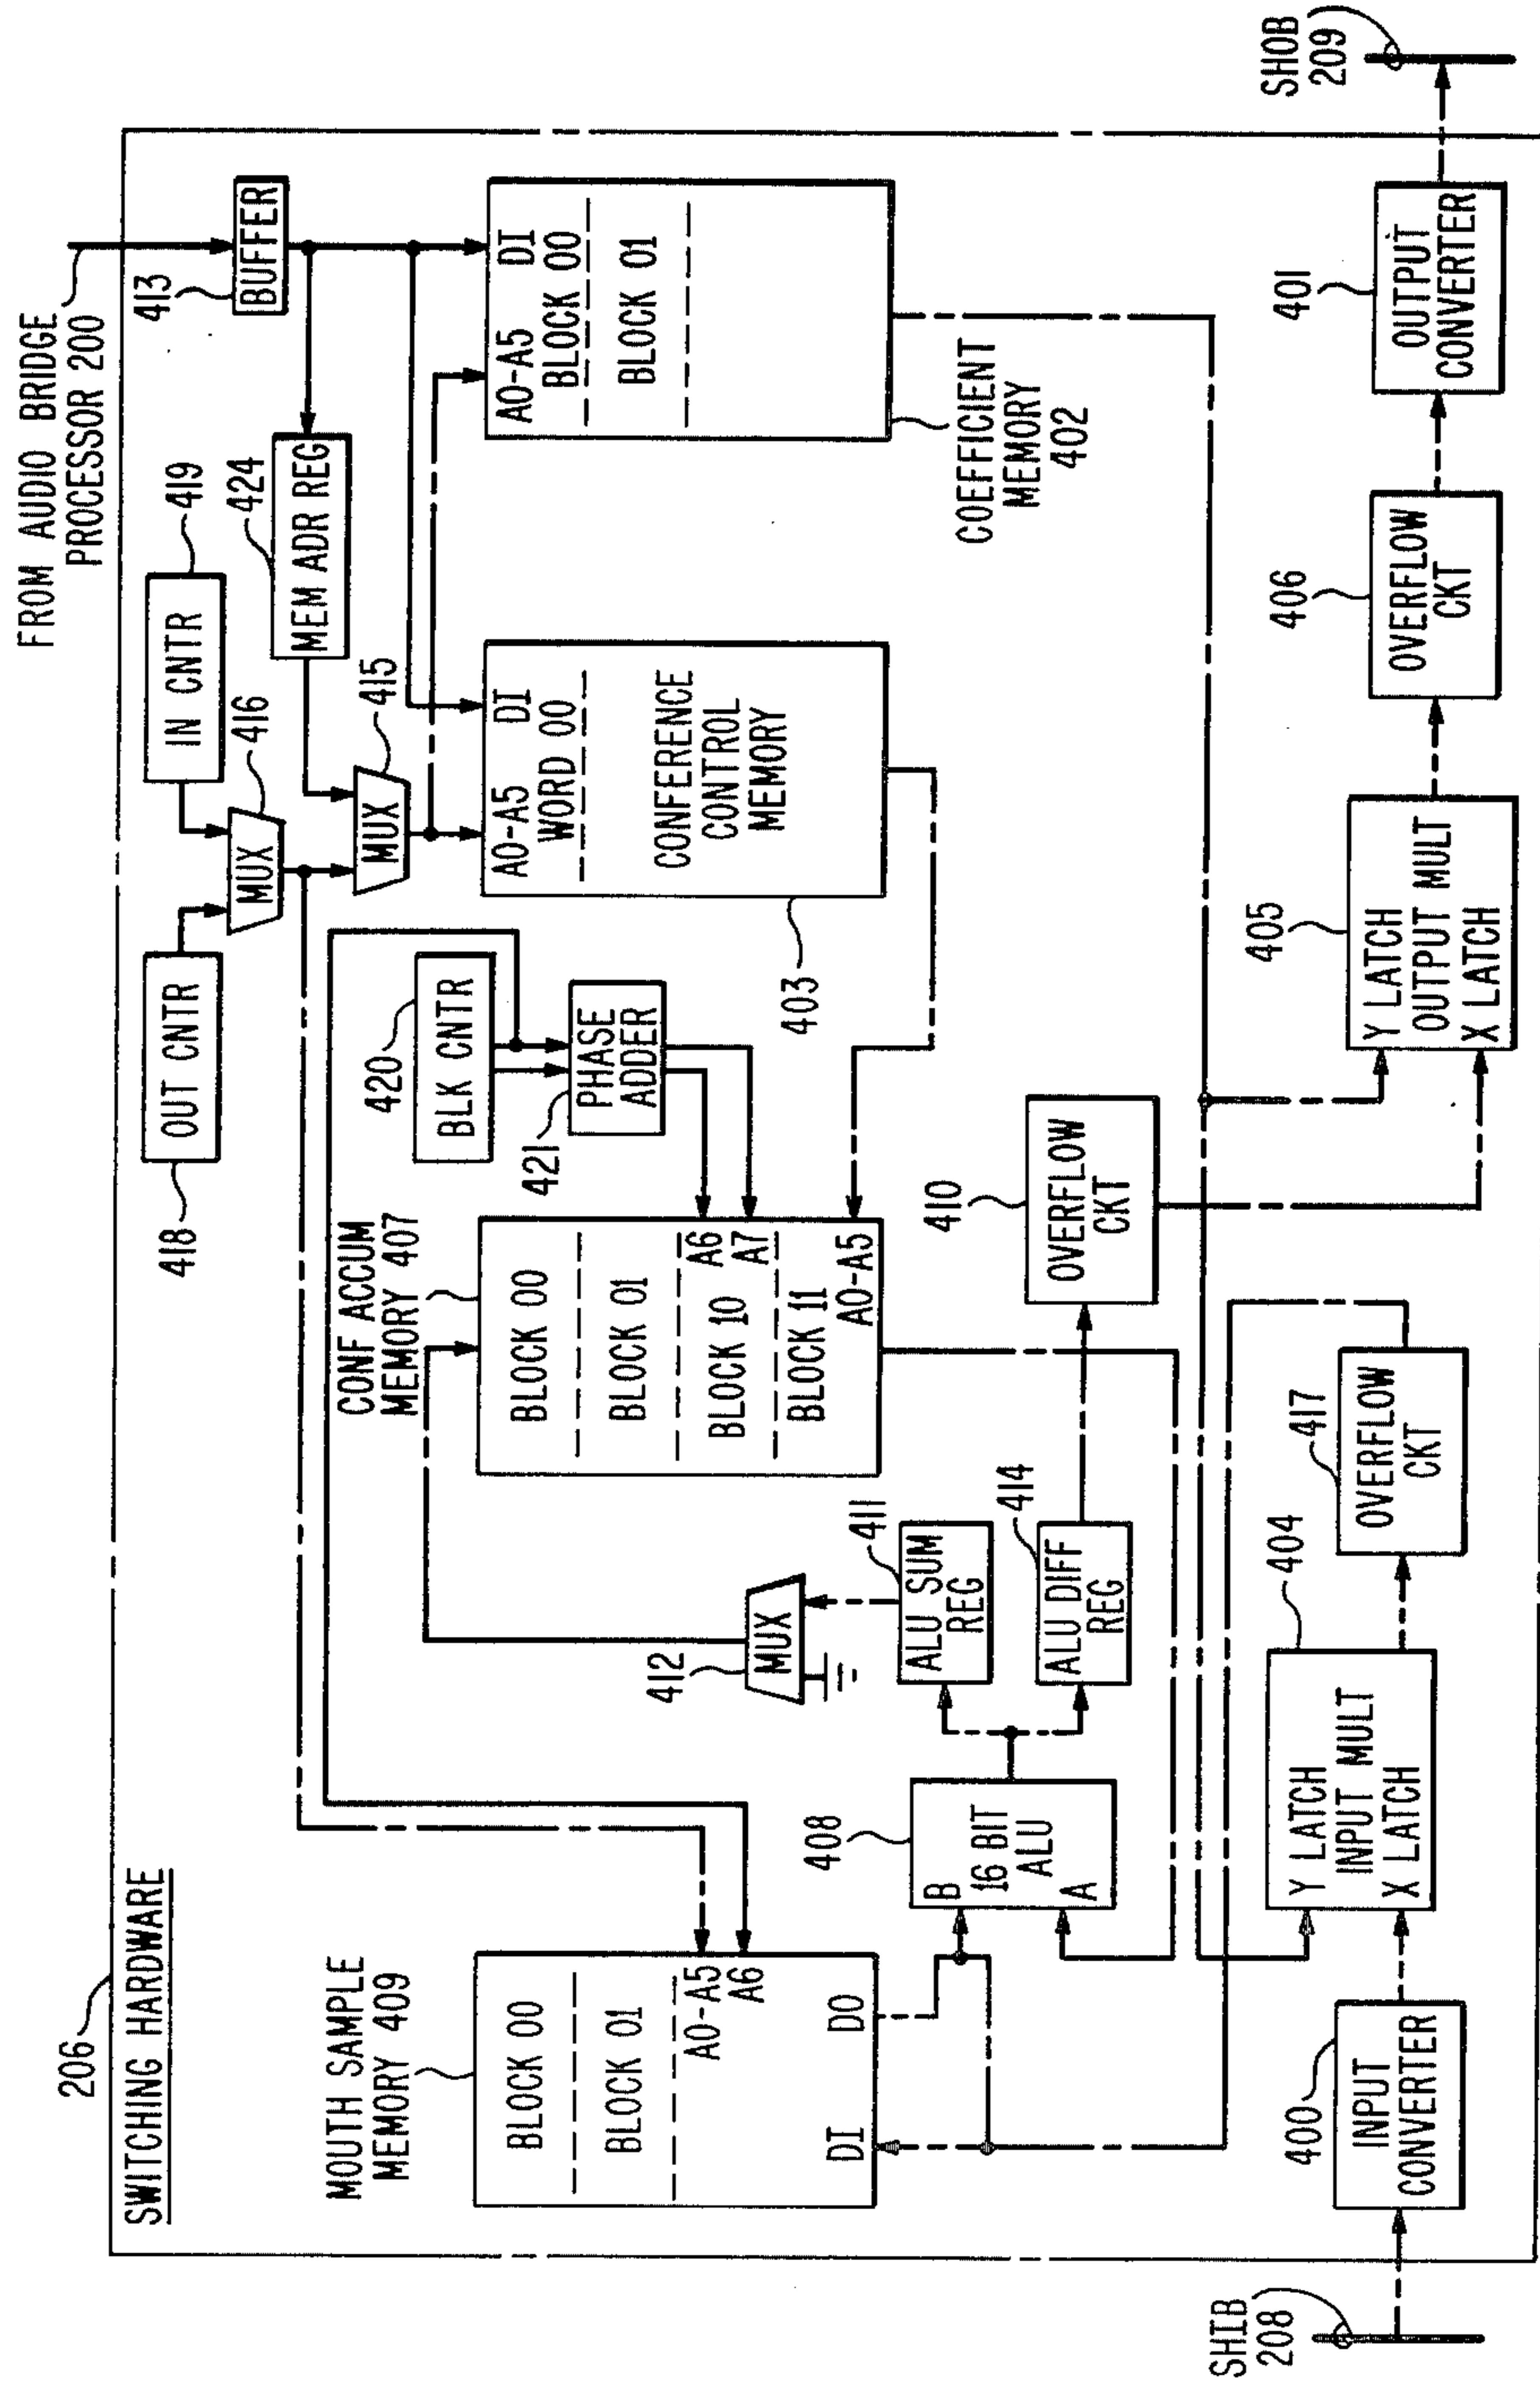 FROM AUDIO BRIDGE
PROCESSOR 200
206
SWITCHING HARDWARE
OUT CNTR
418
IN CNTR
419
MUX
416
MEM ADR REG
424
BUFFER
413
MUX
415
BLK CNTR
420
PHASE
ADDER
421
MOUTH SAMPLE
MEMORY 409
BLOCK 00
BLOCK 01
A0-A5
A6
DI
DO
CONF ACCUM
MEMORY 407
BLOCK 00
BLOCK 01
BLOCK 10
BLOCK 11
A6
A7
A0-A5
A0-A5
DI
WORD 00
CONFERENCE
CONTROL
MEMORY
403
A0-A5
DI
BLOCK 00
BLOCK 01
COEFFICIENT
MEMORY
402
MUX
412
408
B
16 BIT
ALU
A
ALU SUM
REG
411
ALU DIFF
REG
414
OVERFLOW
CKT
410
SHIB
208
INPUT
CONVERTER
400
Y LATCH
INPUT MULT
X LATCH
404
OVERFLOW
CKT
417
Y LATCH
OUTPUT MULT
X LATCH
405
OVERFLOW
CKT
406
OUTPUT
CONVERTER
401
SHOB
209